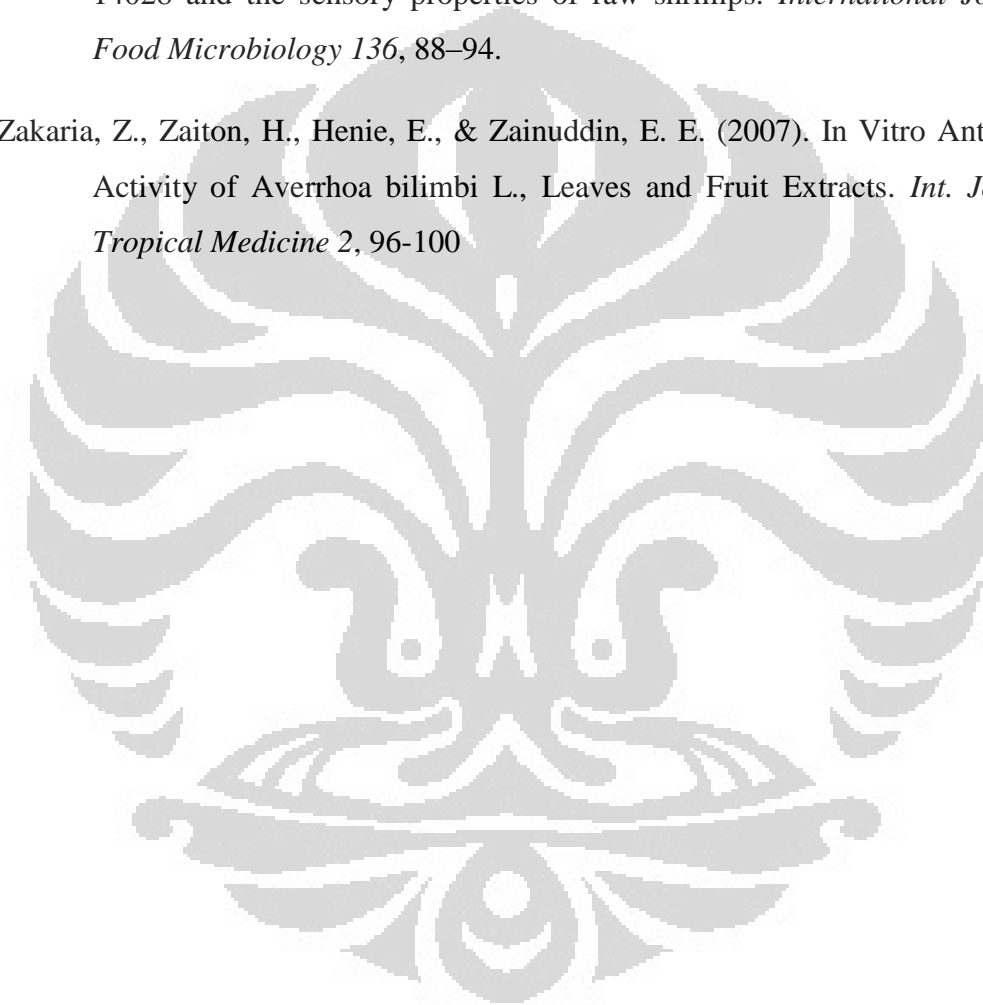 14028 and the sensory properties of raw shrimps. International Jo
Food Microbiology 136, 88–94.
Zakaria, Z., Zaiton, H., Henie, E., & Zainuddin, E. E. (2007). In Vitro Ant
Activity of Averrhoa bilimbi L., Leaves and Fruit Extracts. Int. Jo
Tropical Medicine 2, 96-100